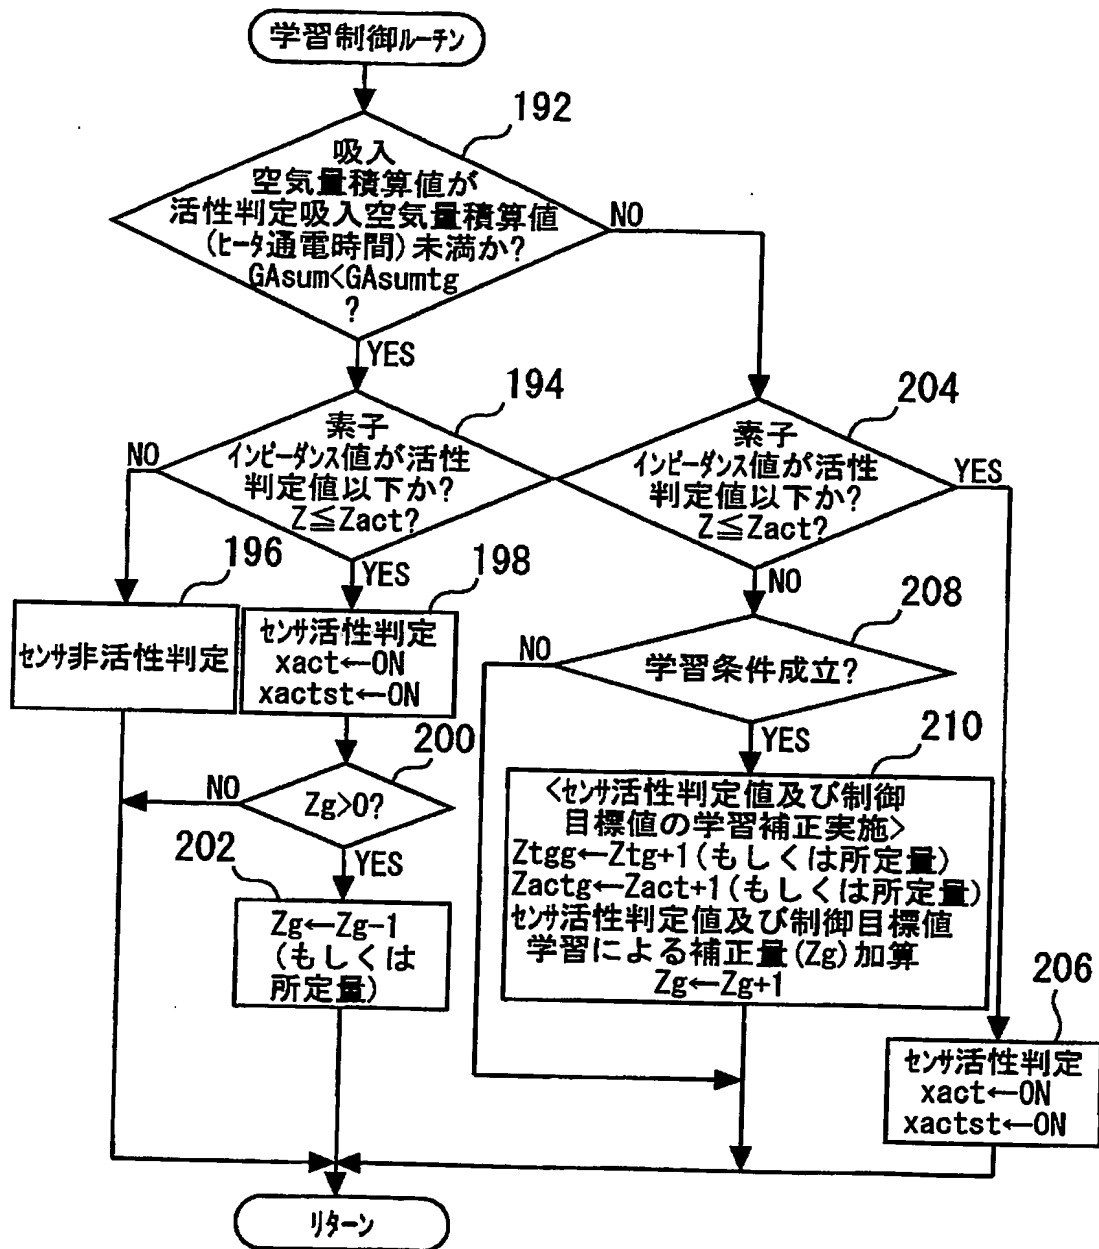 学習制御ﾙｰﾁﾝ
192
吸入
空気量積算値が
活性判定吸入空気量積算値
(ﾋｰﾀ通電時間)未満か?
GAsum<GAsumtg
?
NO
YES
194
素子
ｲﾝﾋﾟｰﾀﾞﾝｽ値が活性
判定値以下か?
Z≦Zact?
NO
YES
204
素子
ｲﾝﾋﾟｰﾀﾞﾝｽ値が活性
判定値以下か?
Z≦Zact?
YES
NO
196
ｾﾝｻ非活性判定
198
ｾﾝｻ活性判定
xact←ON
xactst←ON
208
学習条件成立?
NO
YES
200
Zg>0?
NO
YES
202
Zg←Zg-1
(もしくは
所定量)
210
<ｾﾝｻ活性判定値及び制御
目標値の学習補正実施>
Ztgg←Ztg+1(もしくは所定量)
Zactg←Zact+1(もしくは所定量)
ｾﾝｻ活性判定値及び制御目標値
学習による補正量(Zg)加算
Zg←Zg+1
206
ｾﾝｻ活性判定
xact←ON
xactst←ON
ﾘﾀｰﾝ